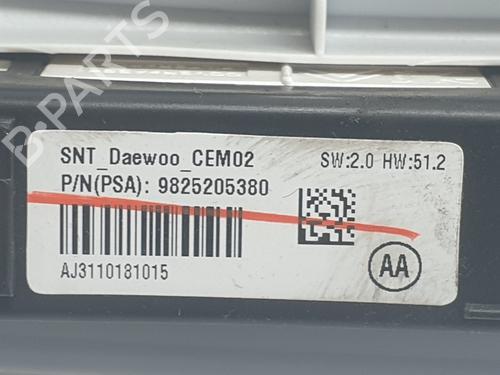 B-PARTS
SNT_Daewoo_CEM02 SW:2.0 HW:51.2
P/N(PSA): 9825205380
AJ3110181015
AA